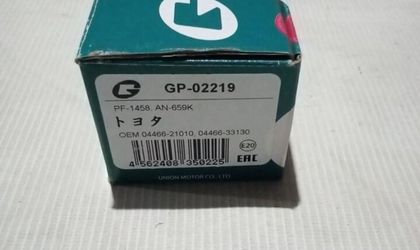 G GP-02219
PF-1458, AN-659K
トヨタ
OEM 04466-21010, 04466-33130
E20
EAC
4 562408 350225
UNION MOTOR CO., LTD